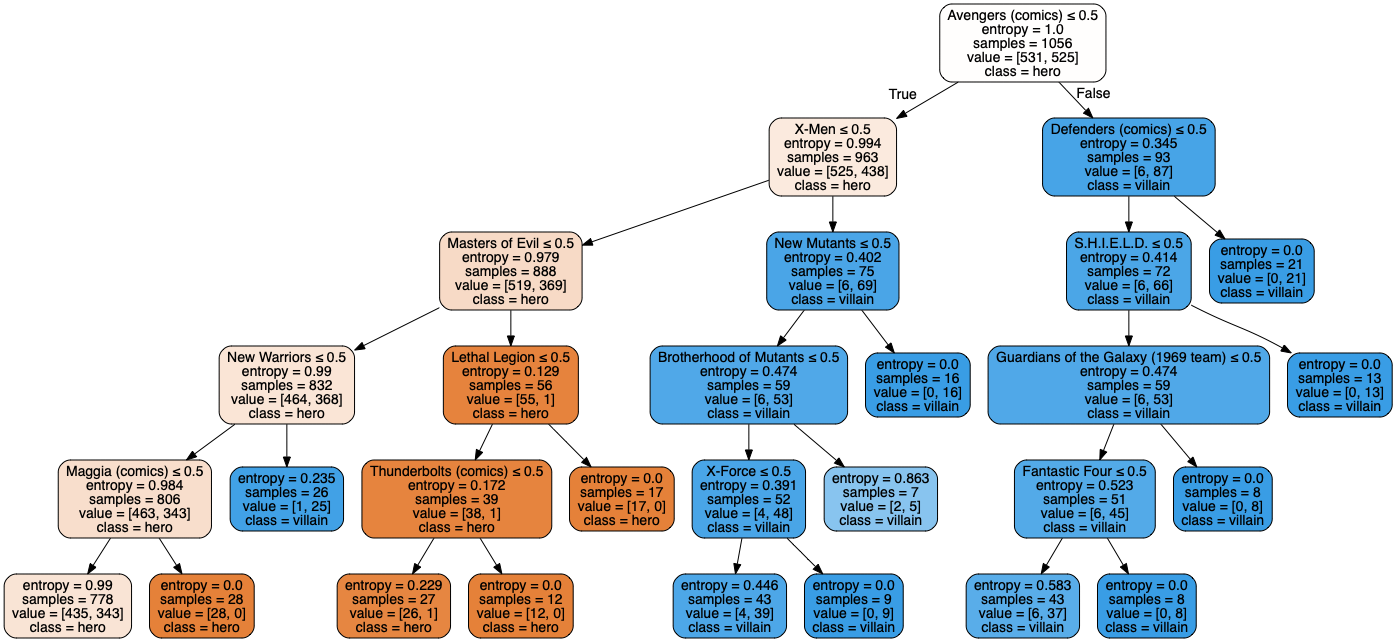 Avengers (comics) ≤ 0.5
entropy = 1.0
samples = 1056
value = [531, 525]
class = hero
True
False
X-Men ≤ 0.5
entropy = 0.994
samples = 963
value = [525, 438]
class = hero
Defenders (comics) ≤ 0.5
entropy = 0.345
samples = 93
value = [6, 87]
class = villain
Masters of Evil ≤ 0.5
entropy = 0.979
samples = 888
value = [519, 369]
class = hero
New Mutants ≤ 0.5
entropy = 0.402
samples = 75
value = [6, 69]
class = villain
S.H.I.E.L.D. ≤ 0.5
entropy = 0.414
samples = 72
value = [6, 66]
class = villain
entropy = 0.0
samples = 21
value = [0, 21]
class = villain
New Warriors ≤ 0.5
entropy = 0.99
samples = 832
value = [464, 368]
class = hero
Lethal Legion ≤ 0.5
entropy = 0.129
samples = 56
value = [55, 1]
class = hero
Brotherhood of Mutants ≤ 0.5
entropy = 0.474
samples = 59
value = [6, 53]
class = villain
entropy = 0.0
samples = 16
value = [0, 16]
class = villain
Guardians of the Galaxy (1969 team) ≤ 0.5
entropy = 0.474
samples = 59
value = [6, 53]
class = villain
entropy = 0.0
samples = 13
value = [0, 13]
class = villain
Maggia (comics) ≤ 0.5
entropy = 0.984
samples = 806
value = [463, 343]
class = hero
entropy = 0.235
samples = 26
value = [1, 25]
class = villain
Thunderbolts (comics) ≤ 0.5
entropy = 0.172
samples = 39
value = [38, 1]
class = hero
entropy = 0.0
samples = 17
value = [17, 0]
class = hero
X-Force ≤ 0.5
entropy = 0.391
samples = 52
value = [4, 48]
class = villain
entropy = 0.863
samples = 7
value = [2, 5]
class = villain
Fantastic Four ≤ 0.5
entropy = 0.523
samples = 51
value = [6, 45]
class = villain
entropy = 0.0
samples = 8
value = [0, 8]
class = villain
entropy = 0.99
samples = 778
value = [435, 343]
class = hero
entropy = 0.0
samples = 28
value = [28, 0]
class = hero
entropy = 0.229
samples = 27
value = [26, 1]
class = hero
entropy = 0.0
samples = 12
value = [12, 0]
class = hero
entropy = 0.446
samples = 43
value = [4, 39]
class = villain
entropy = 0.0
samples = 9
value = [0, 9]
class = villain
entropy = 0.583
samples = 43
value = [6, 37]
class = villain
entropy = 0.0
samples = 8
value = [0, 8]
class = villain